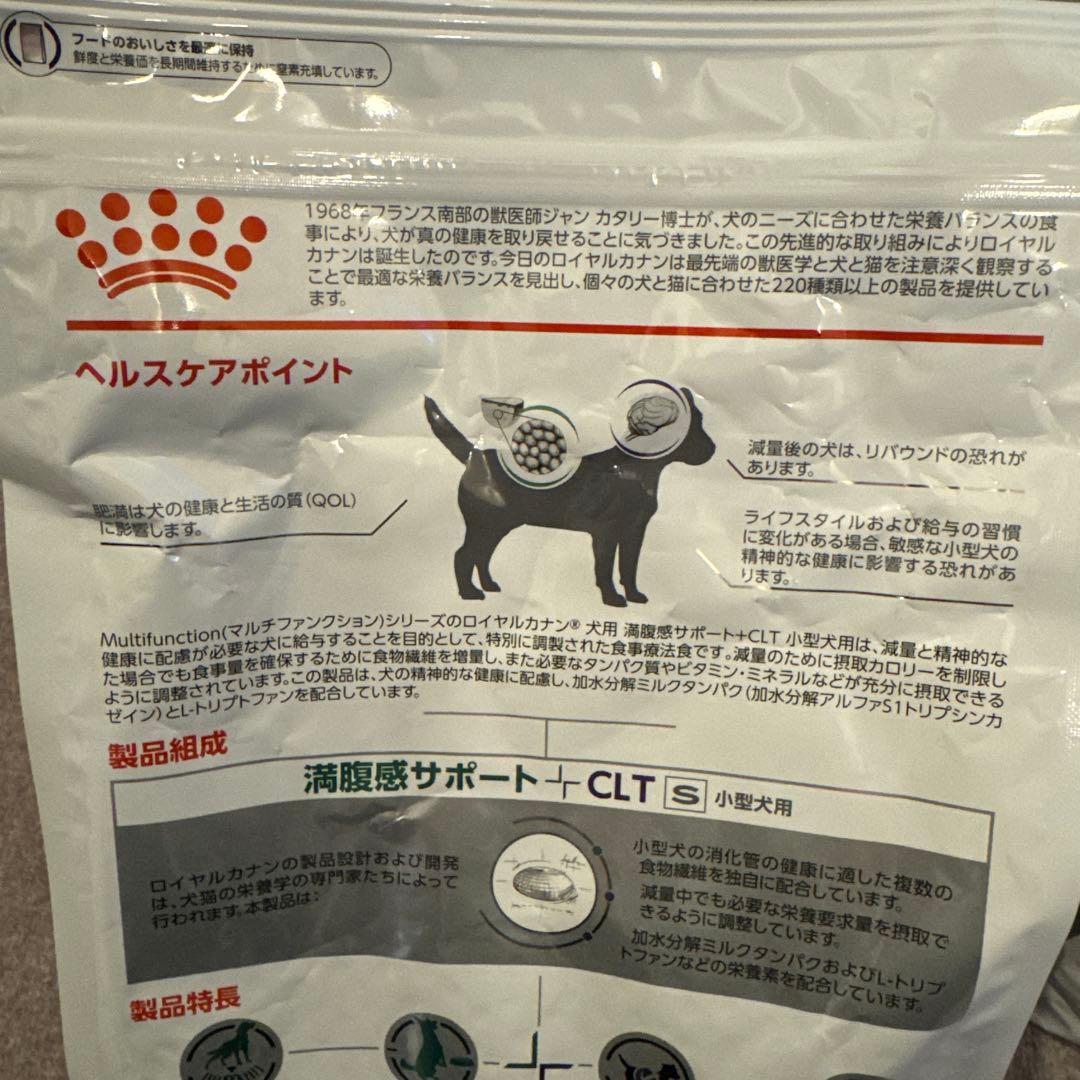 フードのおいしさを最適に保持
鮮度と栄養価を長期間維持するために窒素充填しています。
1968年フランス南部の獣医師ジャン カタリー博士が、犬のニーズに合わせた栄養バランスの食
事により、犬が真の健康を取り戻せることに気づきました。この先進的な取り組みによりロイヤル
カナンは誕生したのです。今日のロイヤルカナンは最先端の獣医学と犬と猫を注意深く観察する
ことで最適な栄養バランスを見出し、個々の犬と猫に合わせた220種類以上の製品を提供してい
ます。
ヘルスケアポイント
肥満は犬の健康と生活の質(QOL)
に影響します。
減量後の犬は、リバウンドの恐れが
あります。
ライフスタイルおよび給与の習慣
に変化がある場合、敏感な小型犬の
精神的な健康に影響する恐れがあ
ります。
Multifunction(マルチファンクション)シリーズのロイヤルカナン® 犬用 満腹感サポート+CLT 小型犬用は、減量と精神的な
健康に配慮が必要な犬に給与することを目的として、特別に調製された食事療法食です。減量のために摂取カロリーを制限し
た場合でも食事量を確保するために食物繊維を増量し、また必要なタンパク質やビタミン・ミネラルなどが充分に摂取できる
ように調整されています。この製品は、犬の精神的な健康に配慮し、加水分解ミルクタンパク(加水分解アルファS1トリプシンカ
ゼイン)とL-トリプトファンを配合しています。
製品組成
満腹感サポート+CLT S 小型犬用
ロイヤルカナンの製品設計および開発
は、犬猫の栄養学の専門家たちによって
行われます。本製品は:
小型犬の消化管の健康に適した複数の
食物繊維を独自に配合しています。
減量中でも必要な栄養要求量を摂取で
きるように調整しています。
加水分解ミルクタンパクおよびL-トリプ
トファンなどの栄養素を配合しています。
製品特長